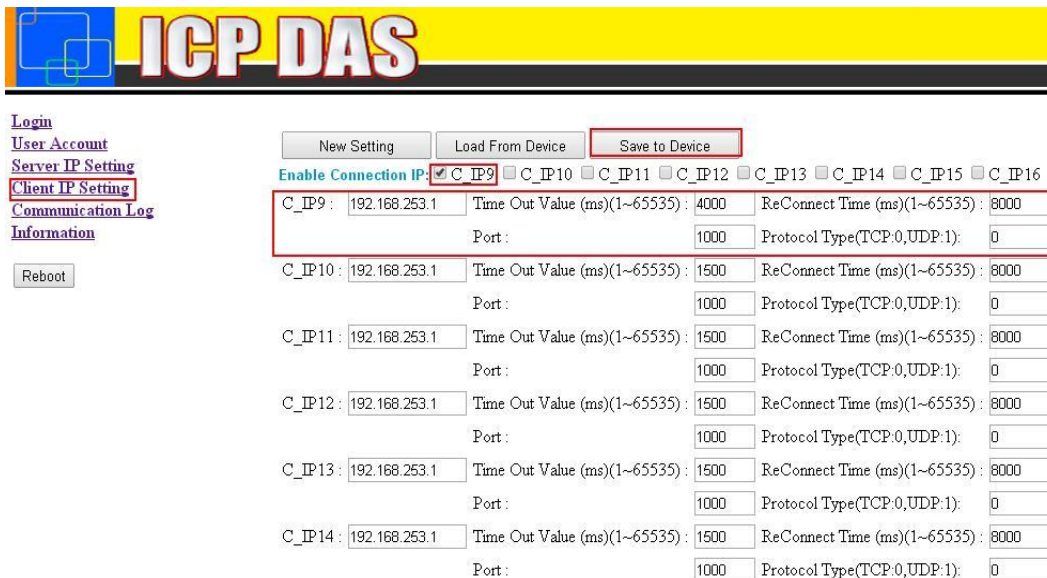 ICP DAS
Login
User Account
Server IP Setting
Client IP Setting
Communication Log
Information
Reboot
New Setting Load From Device Save to Device
Enable Connection IP: C_IP9 C_IP10 C_IP11 C_IP12 C_IP13 C_IP14 C_IP15 C_IP16
C_IP9 : 192.168.253.1 Time Out Value (ms)(1~65535) : 4000 ReConnect Time (ms)(1~65535) : 8000
Port : 1000 Protocol Type(TCP:0,UDP:1): 0
C_IP10 : 192.168.253.1 Time Out Value (ms)(1~65535) : 1500 ReConnect Time (ms)(1~65535) : 8000
Port : 1000 Protocol Type(TCP:0,UDP:1): 0
C_IP11 : 192.168.253.1 Time Out Value (ms)(1~65535) : 1500 ReConnect Time (ms)(1~65535) : 8000
Port : 1000 Protocol Type(TCP:0,UDP:1): 0
C_IP12 : 192.168.253.1 Time Out Value (ms)(1~65535) : 1500 ReConnect Time (ms)(1~65535) : 8000
Port : 1000 Protocol Type(TCP:0,UDP:1): 0
C_IP13 : 192.168.253.1 Time Out Value (ms)(1~65535) : 1500 ReConnect Time (ms)(1~65535) : 8000
Port : 1000 Protocol Type(TCP:0,UDP:1): 0
C_IP14 : 192.168.253.1 Time Out Value (ms)(1~65535) : 1500 ReConnect Time (ms)(1~65535) : 8000
Port : 1000 Protocol Type(TCP:0,UDP:1): 0